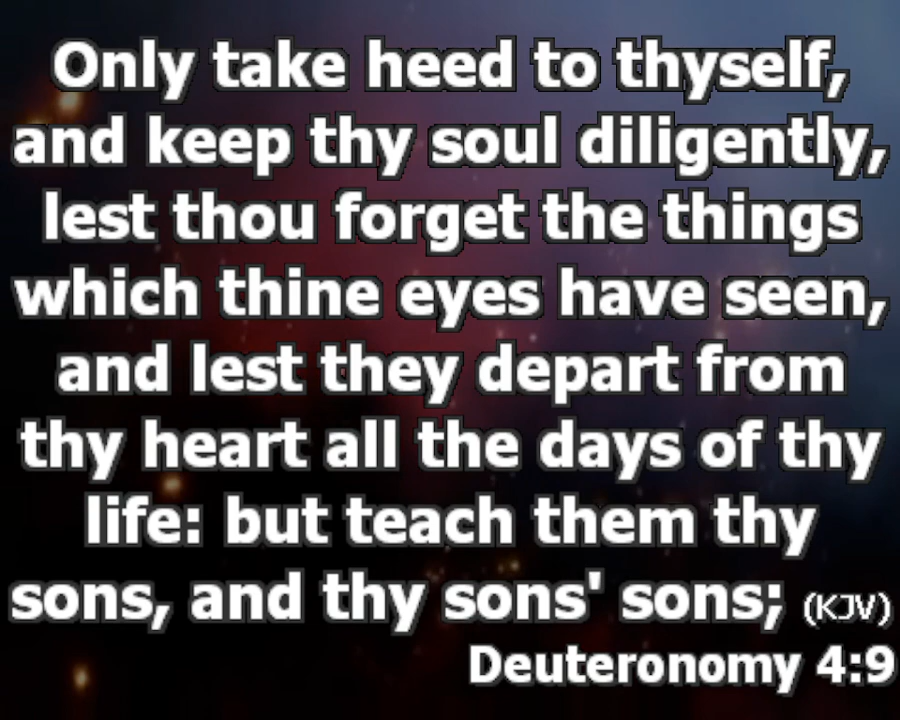 Only take heed to thyself,
and keep thy soul diligently,
lest thou forget the things
which thine eyes have seen,
and lest they depart from
thy heart all the days of thy
life: but teach them thy
sons, and thy sons' sons; (KJV)
Deuteronomy 4:9